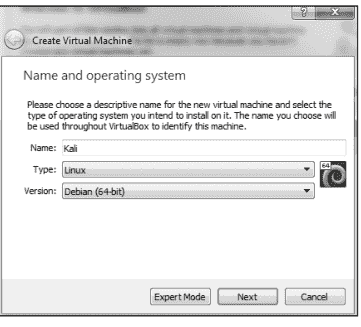 Create Virtual Machine
Name and operating system
Please choose a descriptive name for the new virtual machine and select the
type of operating system you intend to install on it. The name you choose will
be used throughout VirtualBox to identify this machine.
Name: Kali
Type: Linux
64
Version: Debian (64-bit)
Expert Mode Next Cancel